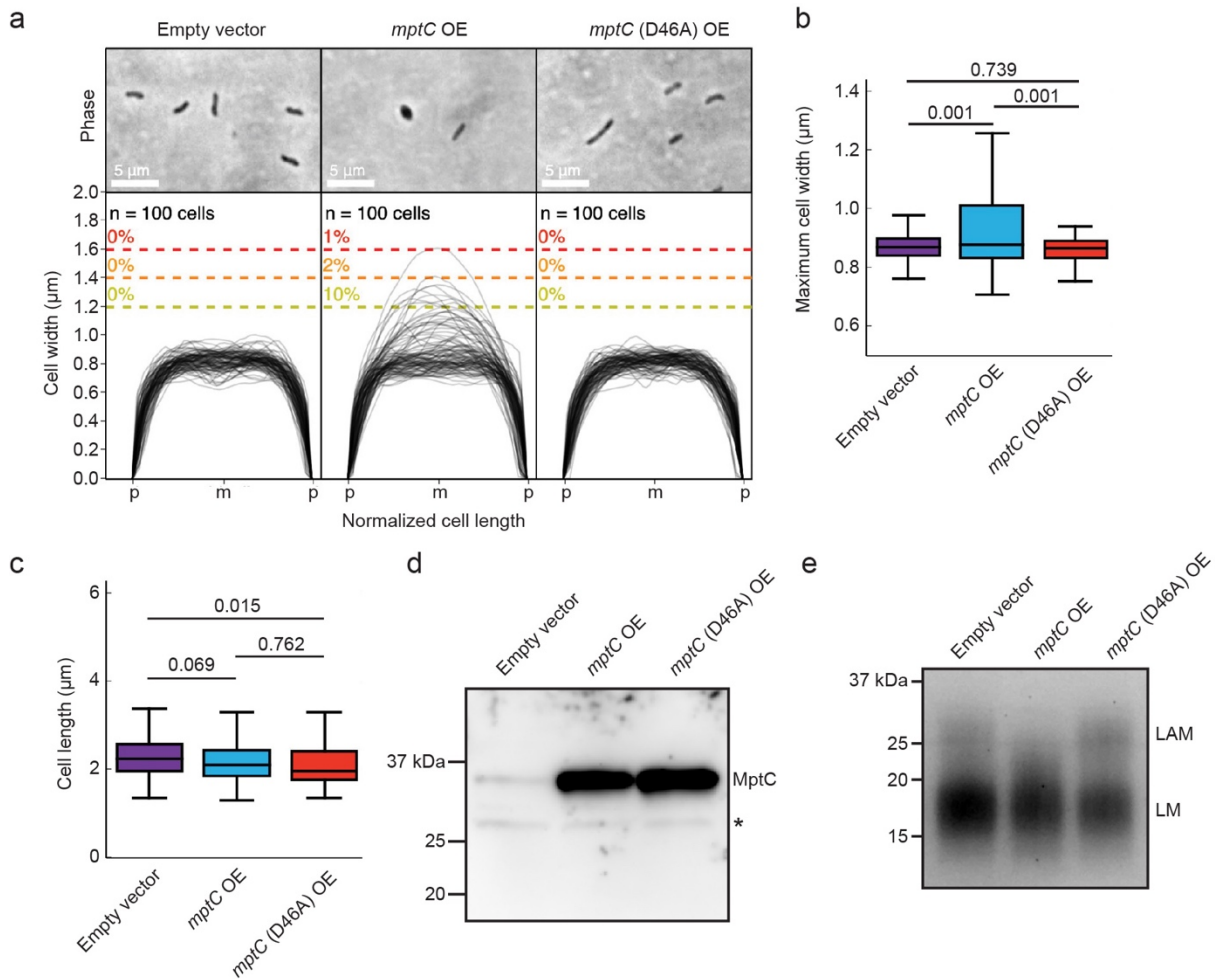 a
Empty vector
mptC OE
mptC (D46A) OE
Phase
5 µm
5 µm
5 µm
Cell width (µm)
2.0
1.8
1.6
1.4
1.2
1.0
0.8
0.6
0.4
0.2
0.0
n = 100 cells
0%
0%
0%
n = 100 cells
1%
2%
10%
n = 100 cells
0%
0%
0%
p m p
p m p
p m p
Normalized cell length
b
Maximum cell width (µm)
1.4
1.2
1.0
0.8
0.6
0.739
0.001
0.001
Empty vector
mptC OE
mptC (D46A) OE
c
Cell length (µm)
6
4
2
0
0.015
0.069
0.762
Empty vector
mptC OE
mptC (D46A) OE
d
Empty vector
mptC OE
mptC (D46A) OE
37 kDa
25
20
MptC
*
e
Empty vector
mptC OE
mptC (D46A) OE
37 kDa
25
20
15
LAM
LM